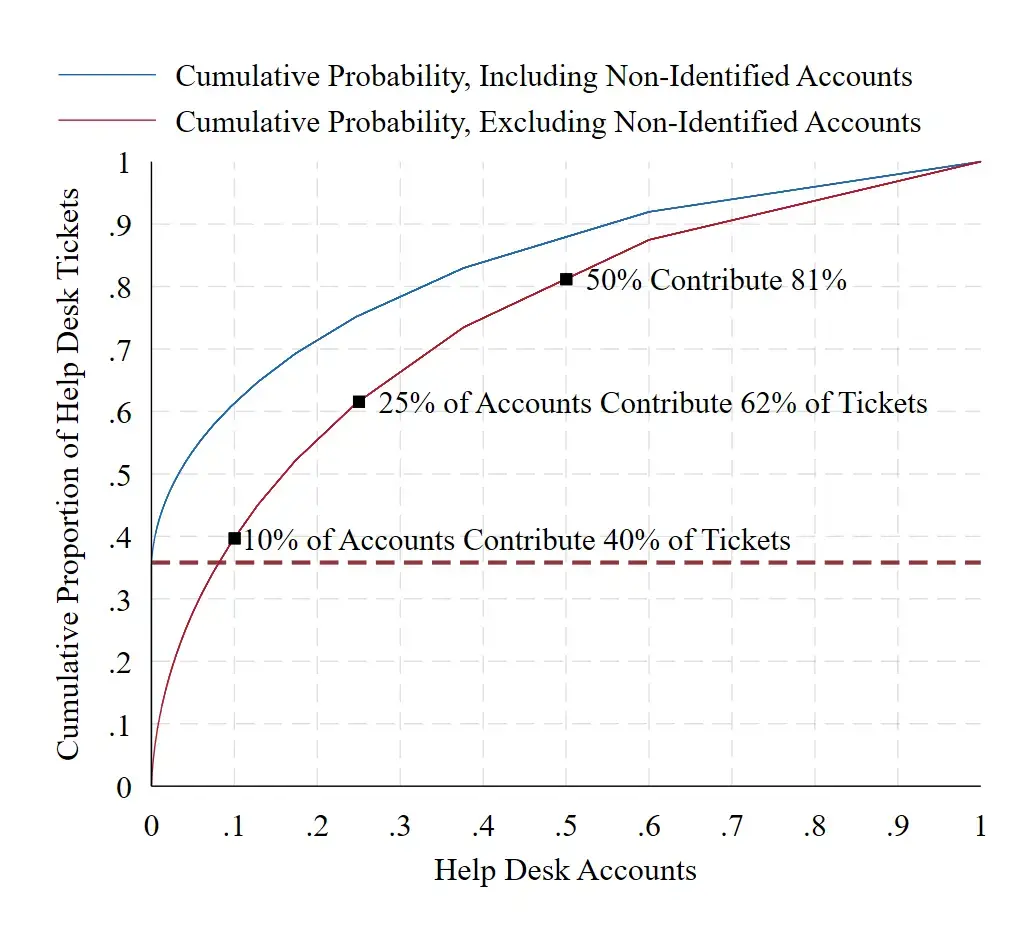 Cumulative Probability, Including Non-Identified Accounts
Cumulative Probability, Excluding Non-Identified Accounts
Cumulative Proportion of Help Desk Tickets
1
.9
.8
.7
.6
.5
.4
.3
.2
.1
0
50% Contribute 81%
25% of Accounts Contribute 62% of Tickets
10% of Accounts Contribute 40% of Tickets
0 .1 .2 .3 .4 .5 .6 .7 .8 .9 1
Help Desk Accounts